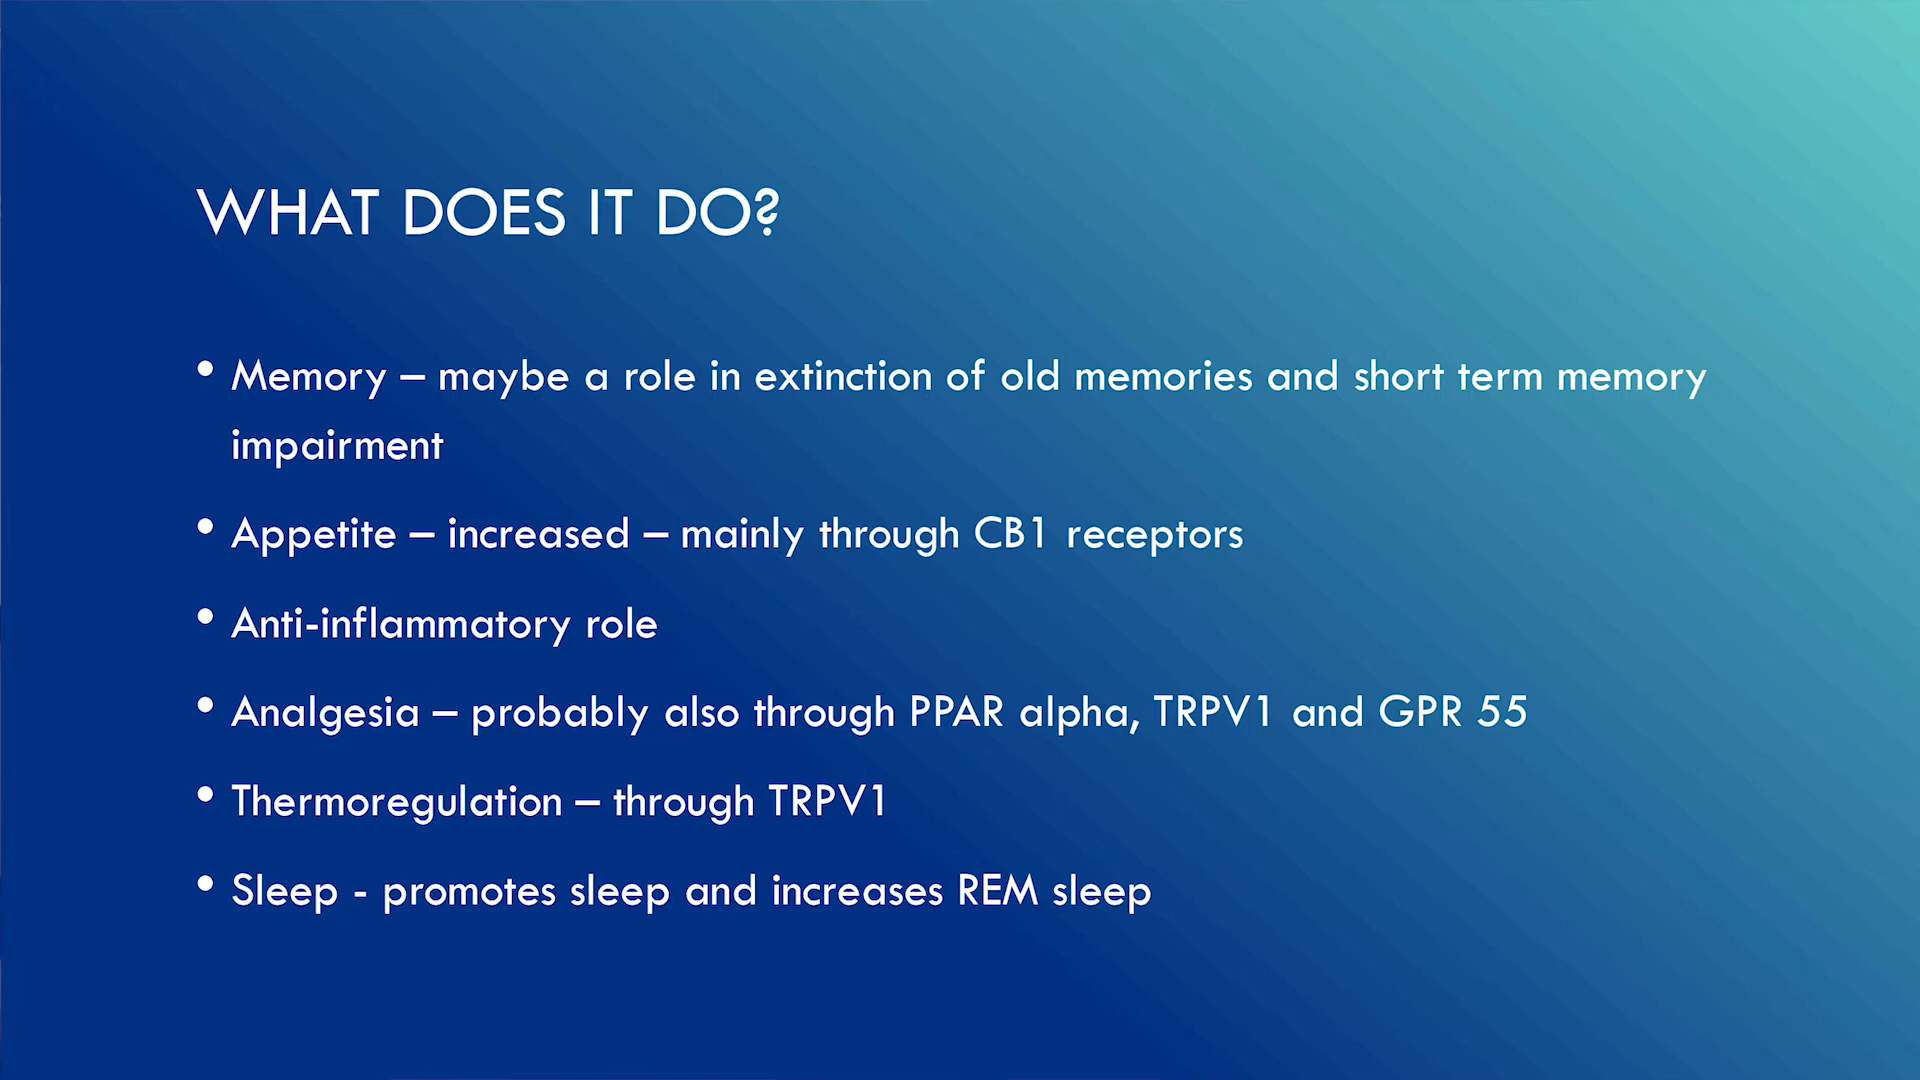 WHAT DOES IT DO?
• Memory – maybe a role in extinction of old memories and short term memory
impairment
• Appetite – increased – mainly through CB1 receptors
• Anti-inflammatory role
• Analgesia – probably also through PPAR alpha, TRPV1 and GPR 55
• Thermoregulation – through TRPV1
• Sleep - promotes sleep and increases REM sleep